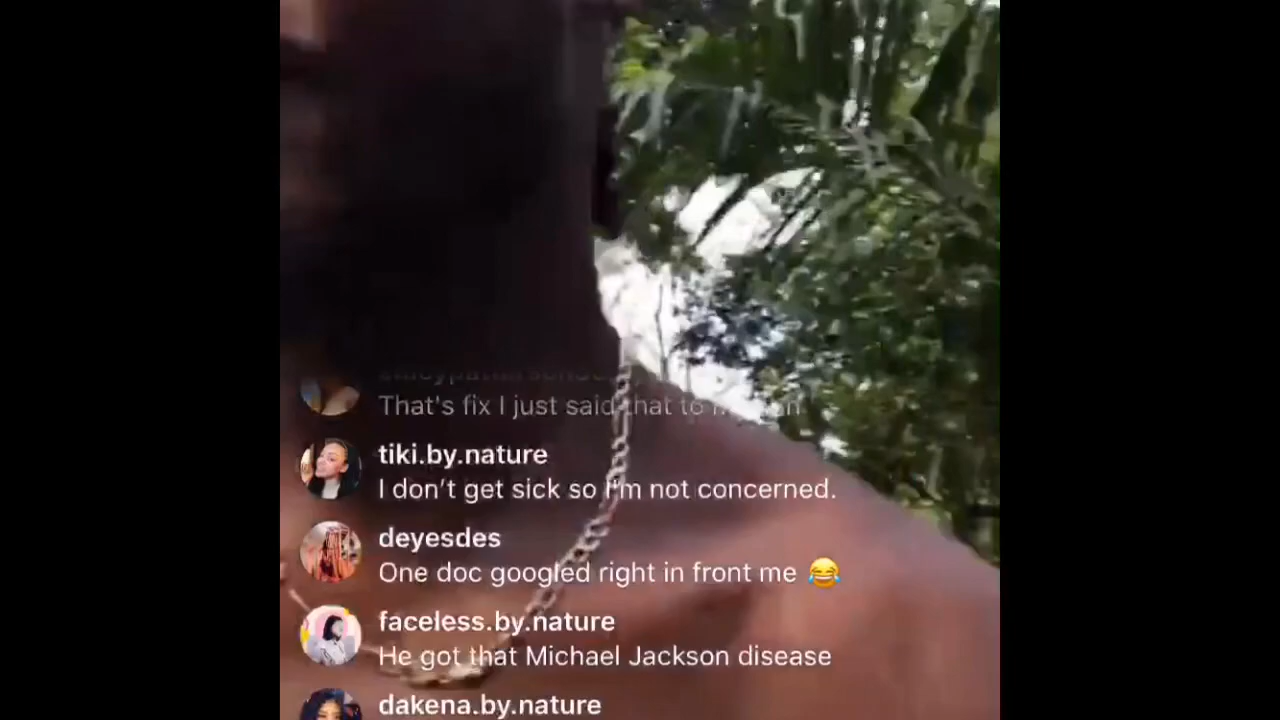 That's fix I just said that to
tiki.by.nature
I don't get sick so I'm not concerned.
deyesdes
One doc googled right in front me 😂
faceless.by.nature
He got that Michael Jackson disease
dakena.by.nature